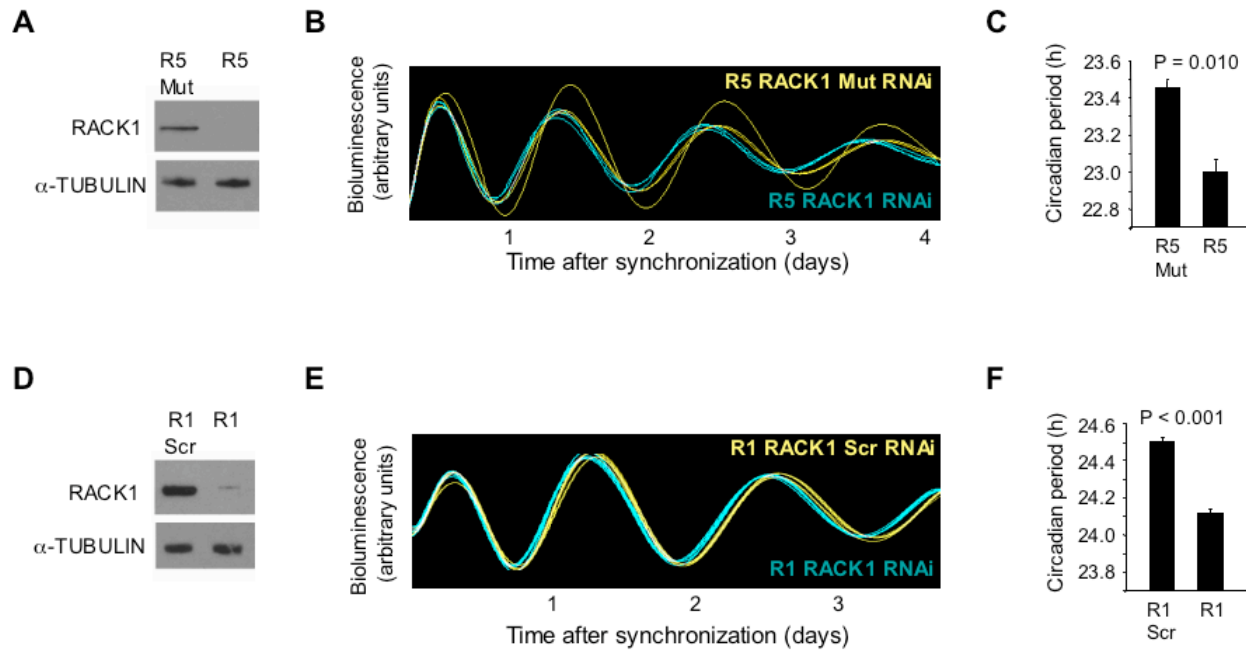 A
R5 R5
Mut
RACK1
α-TUBULIN
B
Bioluminescence
(arbitrary units)
R5 RACK1 Mut RNAi
R5 RACK1 RNAi
1 2 3 4
Time after synchronization (days)
C
P = 0.010
Circadian period (h)
23.6
23.4
23.2
23.0
22.8
R5 R5
Mut
D
R1 R1
Scr
RACK1
α-TUBULIN
E
Bioluminescence
(arbitrary units)
R1 RACK1 Scr RNAi
R1 RACK1 RNAi
1 2 3
Time after synchronization (days)
F
P < 0.001
Circadian period (h)
24.6
24.4
24.2
24.0
23.8
R1 R1
Scr